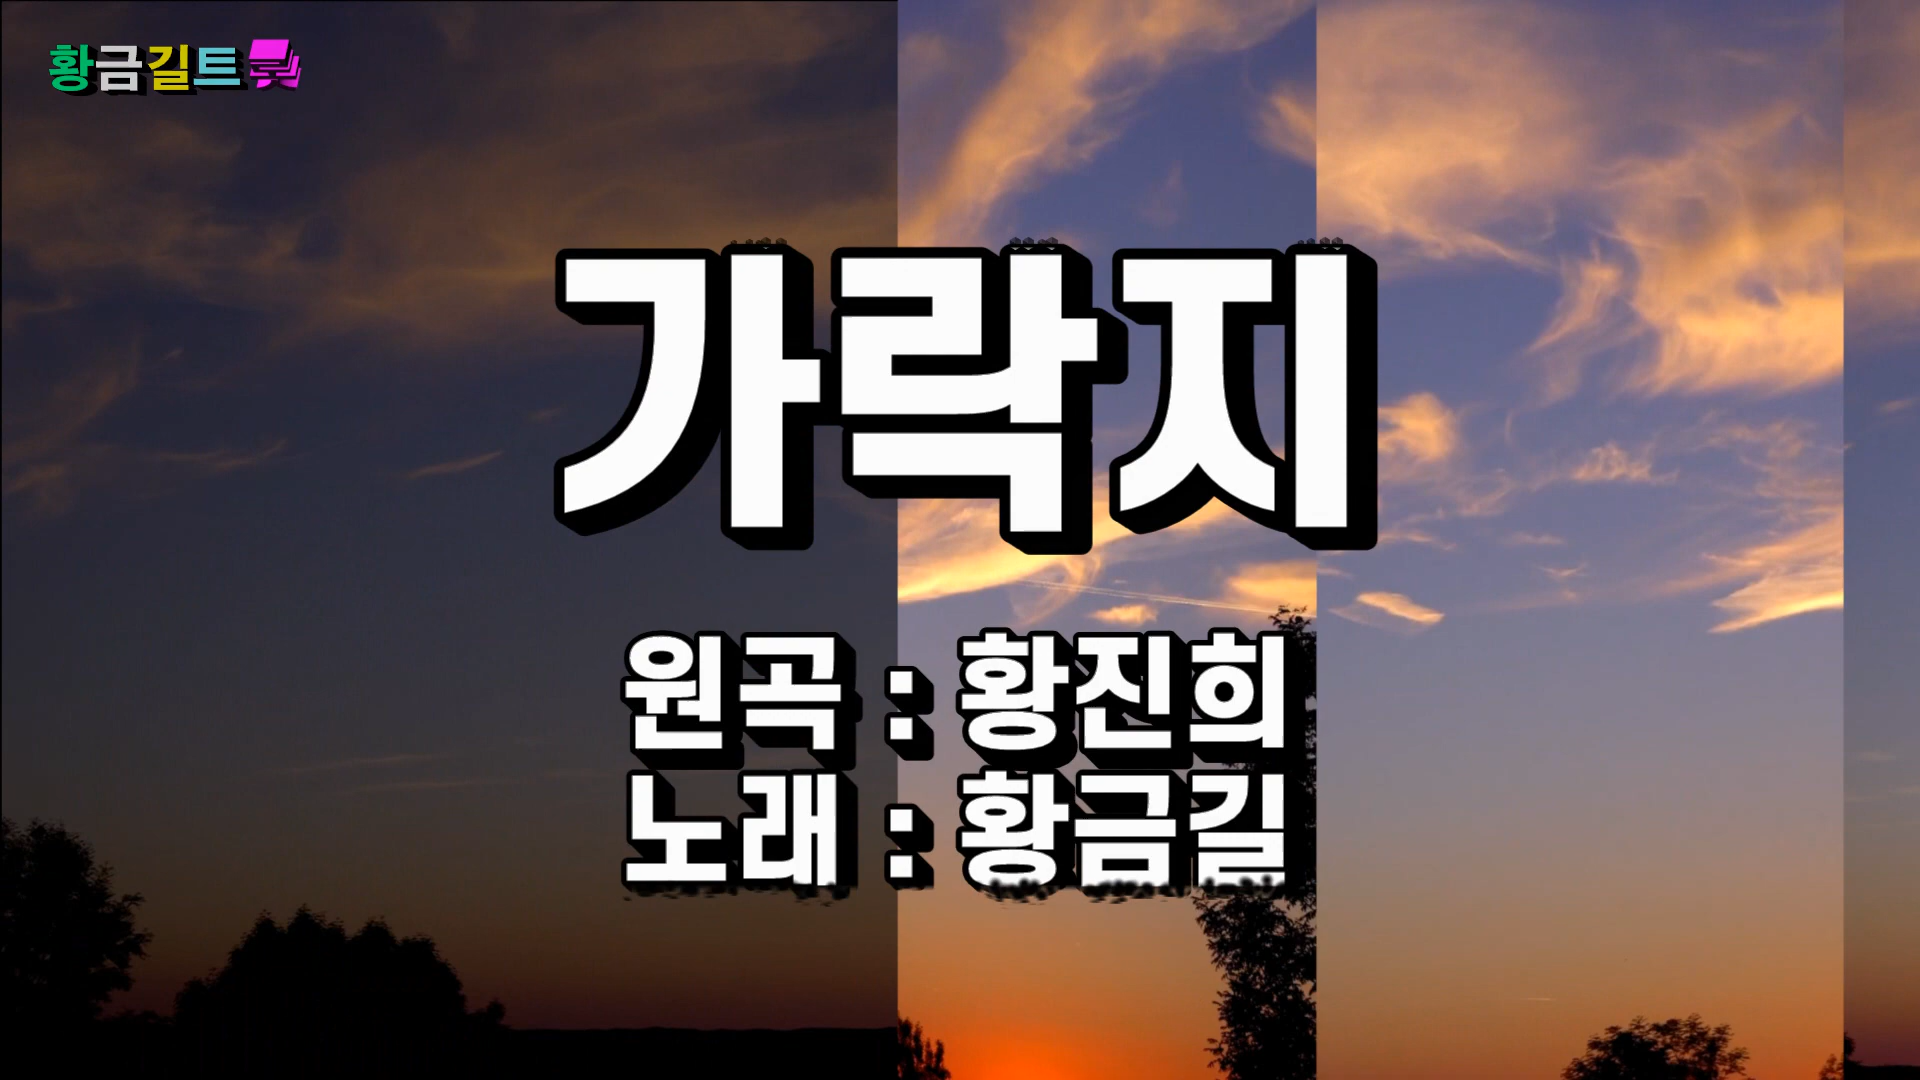 황금길트롯
가락지
원곡 : 황진희
노래 : 황금길